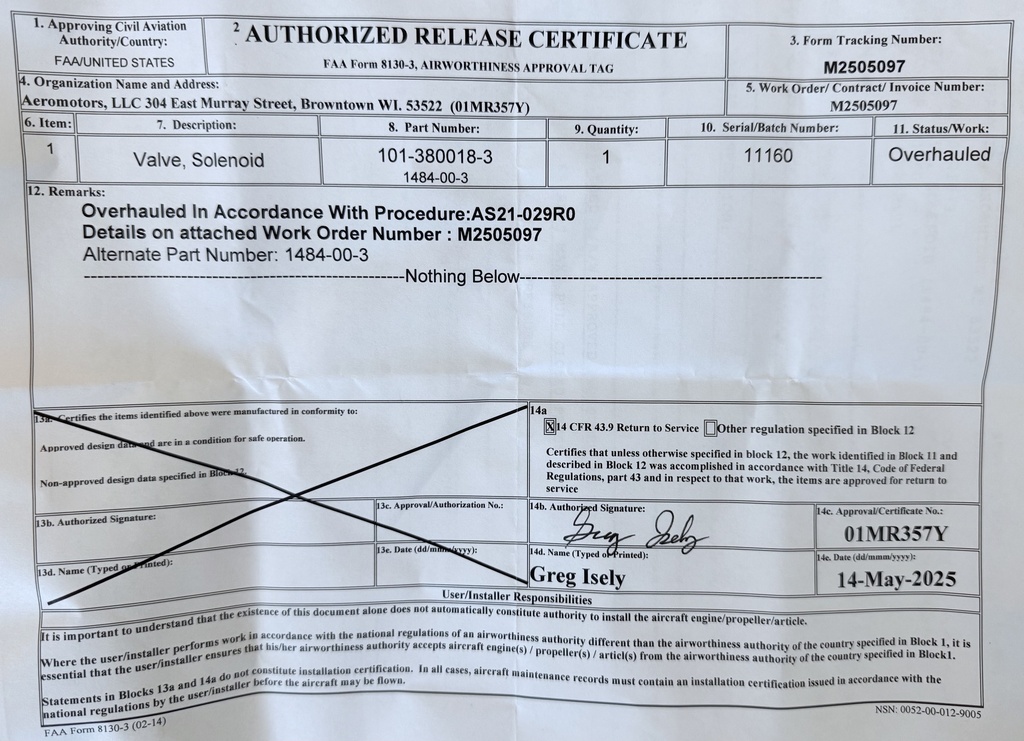 1. Approving Civil Aviation
Authority/Country:
FAA/UNITED STATES
2 AUTHORIZED RELEASE CERTIFICATE
FAA Form 8130-3, AIRWORTHINESS APPROVAL TAG
3. Form Tracking Number:
M2505097
4. Organization Name and Address:
Aeromotors, LLC 304 East Murray Street, Browntown WI. 53522 (01MR357Y)
5. Work Order/ Contract/ Invoice Number:
M2505097
6. Item:
7. Description:
8. Part Number:
9. Quantity:
10. Serial/Batch Number:
11. Status/Work:
1
Valve, Solenoid
101-380018-3
1484-00-3
1
11160
Overhauled
12. Remarks:
Overhauled In Accordance With Procedure:AS21-029R0
Details on attached Work Order Number : M2505097
Alternate Part Number: 1484-00-3
--------------------------------------------Nothing Below------------------------------------------
13a. Certifies the items identified above were manufactured in conformity to:
Approved design data and are in a condition for safe operation.
Non-approved design data specified in Block 12.
13b. Authorized Signature:
13c. Approval/Authorization No.:
13d. Name (Typed or Printed):
13e. Date (dd/mmm/yyyy):
14a
X 14 CFR 43.9 Return to Service Other regulation specified in Block 12
Certifies that unless otherwise specified in block 12, the work identified in Block 11 and
described in Block 12 was accomplished in accordance with Title 14, Code of Federal
Regulations, part 43 and in respect to that work, the items are approved for return to
service
14b. Authorized Signature:
Greg Isely
14c. Approval/Certificate No.:
01MR357Y
14d. Name (Typed or Printed):
Greg Isely
14e. Date (dd/mmm/yyyy):
14-May-2025
User/Installer Responsibilities
It is important to understand that the existence of this document alone does not automatically constitute authority to install the aircraft engine/propeller/article.
Where the user/installer performs work in accordance with the national regulations of an airworthiness authority different than the airworthiness authority of the country specified in Block 1, it is
essential that the user/installer ensures that his/her airworthiness authority accepts aircraft engine(s) / propeller(s) / articl(s) from the airworthiness authority of the country specified in Block1.
Statements in Blocks 13a and 14a do not constitute installation certification. In all cases, aircraft maintenance records must contain an installation certification issued in accordance with the
national regulations by the user/installer before the aircraft may be flown.
FAA Form 8130-3 (02-14)
NSN: 0052-00-012-9005